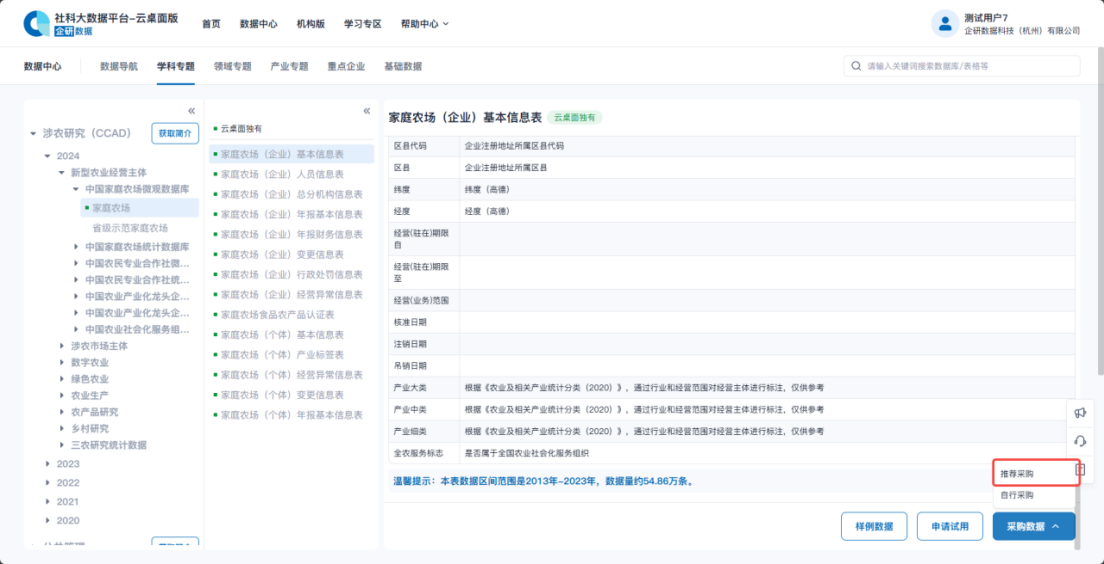 社科大数据平台-云桌面版
企研数据
首页 数据中心 机构版 学习专区 帮助中心
测试用户7
企研数据科技（杭州）有限公司
数据中心 数据导航 学科专题 领域专题 产业专题 重点企业 基础数据
请输入关键词搜索数据库/表格等
涉农研究（CCAD） 获取简介
2024
新型农业经营主体
中国家庭农场微观数据库
家庭农场
省级示范家庭农场
中国家庭农场统计数据库
中国农民专业合作社微...
中国农民专业合作社统...
中国农业产业化龙头企...
中国农业产业化龙头企...
中国农业社会化服务组...
涉农市场主体
数字农业
绿色农业
农业生产
农产品研究
乡村研究
三农研究统计数据
2023
2022
2021
2020
云桌面独有
家庭农场（企业）基本信息表
家庭农场（企业）人员信息表
家庭农场（企业）总分机构信息表
家庭农场（企业）年报基本信息表
家庭农场（企业）年报财务信息表
家庭农场（企业）变更信息表
家庭农场（企业）行政处罚信息表
家庭农场（企业）经营异常信息表
家庭农场食品农产品认证表
家庭农场（个体）基本信息表
家庭农场（个体）产业标签表
家庭农场（个体）经营异常信息表
家庭农场（个体）变更信息表
家庭农场（个体）年报基本信息表
家庭农场（企业）基本信息表 云桌面独有
区县代码 企业注册地址所属区县代码
区县 企业注册地址所属区县
纬度 纬度（高德）
经度 经度（高德）
经营(驻在)期限
自
经营(驻在)期限
至
经营(业务)范围
核准日期
注销日期
吊销日期
产业大类 根据《农业及相关产业统计分类（2020）》，通过行业和经营范围对经营主体进行标注，仅供参考
产业中类 根据《农业及相关产业统计分类（2020）》，通过行业和经营范围对经营主体进行标注，仅供参考
产业细类 根据《农业及相关产业统计分类（2020）》，通过行业和经营范围对经营主体进行标注，仅供参考
全农服务标志 是否属于全国农业社会化服务组织
温馨提示：本表数据区间范围是2013年-2023年，数据量约54.86万条。
推荐采购
自行采购
样例数据 申请试用 采购数据